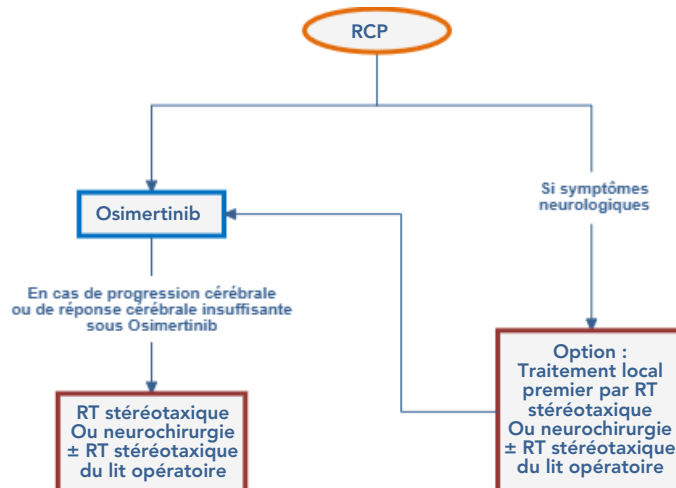 RCP
Si symptômes
neurologiques
Osimertinib
En cas de progression cérébrale
ou de réponse cérébrale insuffisante
sous Osimertinib
Option :
Traitement local
premier par RT
stéréotaxique
Ou neurochirurgie
± RT stéréotaxique
du lit opératoire
RT stéréotaxique
Ou neurochirurgie
± RT stéréotaxique
du lit opératoire